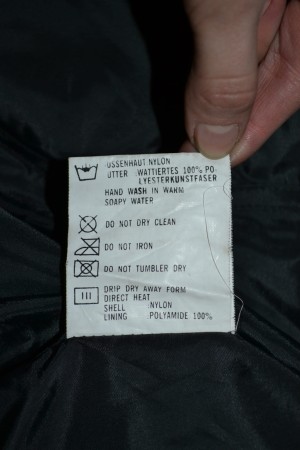 USSENHAUT NYLON
UTTER WATTIERTES 100% PO
LYESTERKUNSTFASER
HAND WASH IN WARM
SOAPY WATER
DO NOT DRY CLEAN
DO NOT IRON
DO NOT TUMBLER DRY
DRIP DRY AWAY FORM
DIRECT HEAT
SHELL :NYLON
LINING :POLYAMIDE 100%